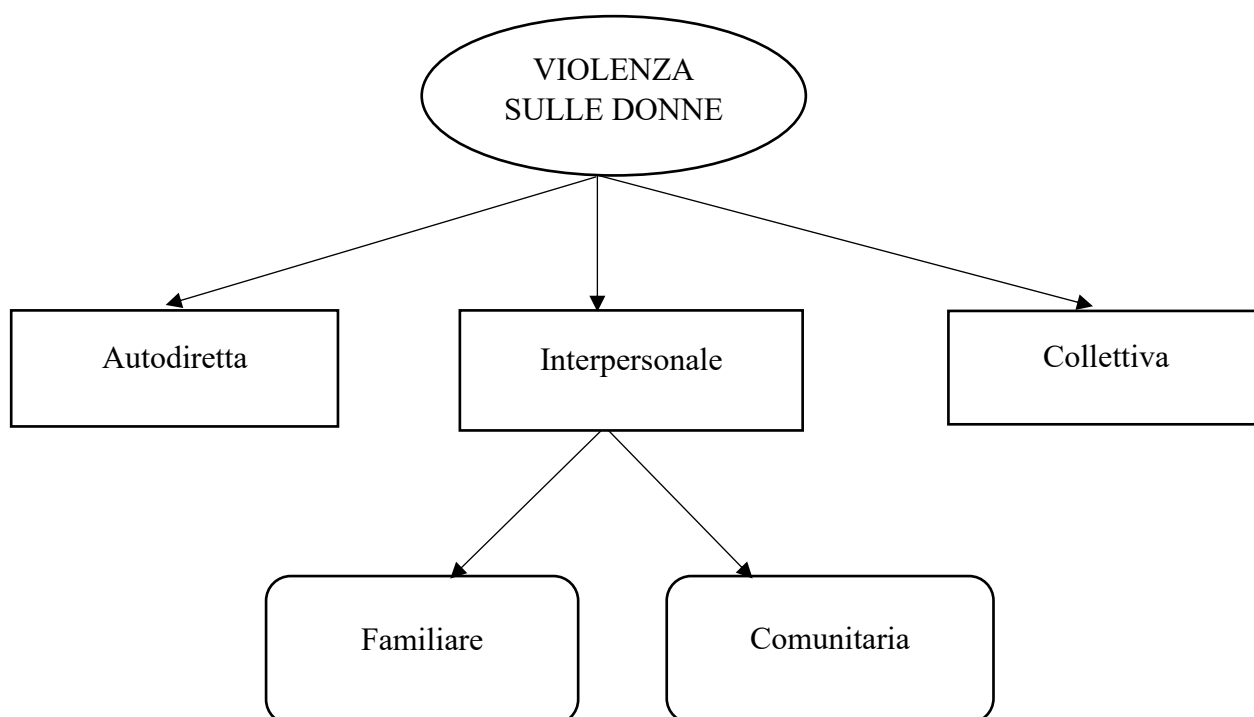 VIOLENZA
SULLE DONNE
Autodiretta
Interpersonale
Collettiva
Familiare
Comunitaria